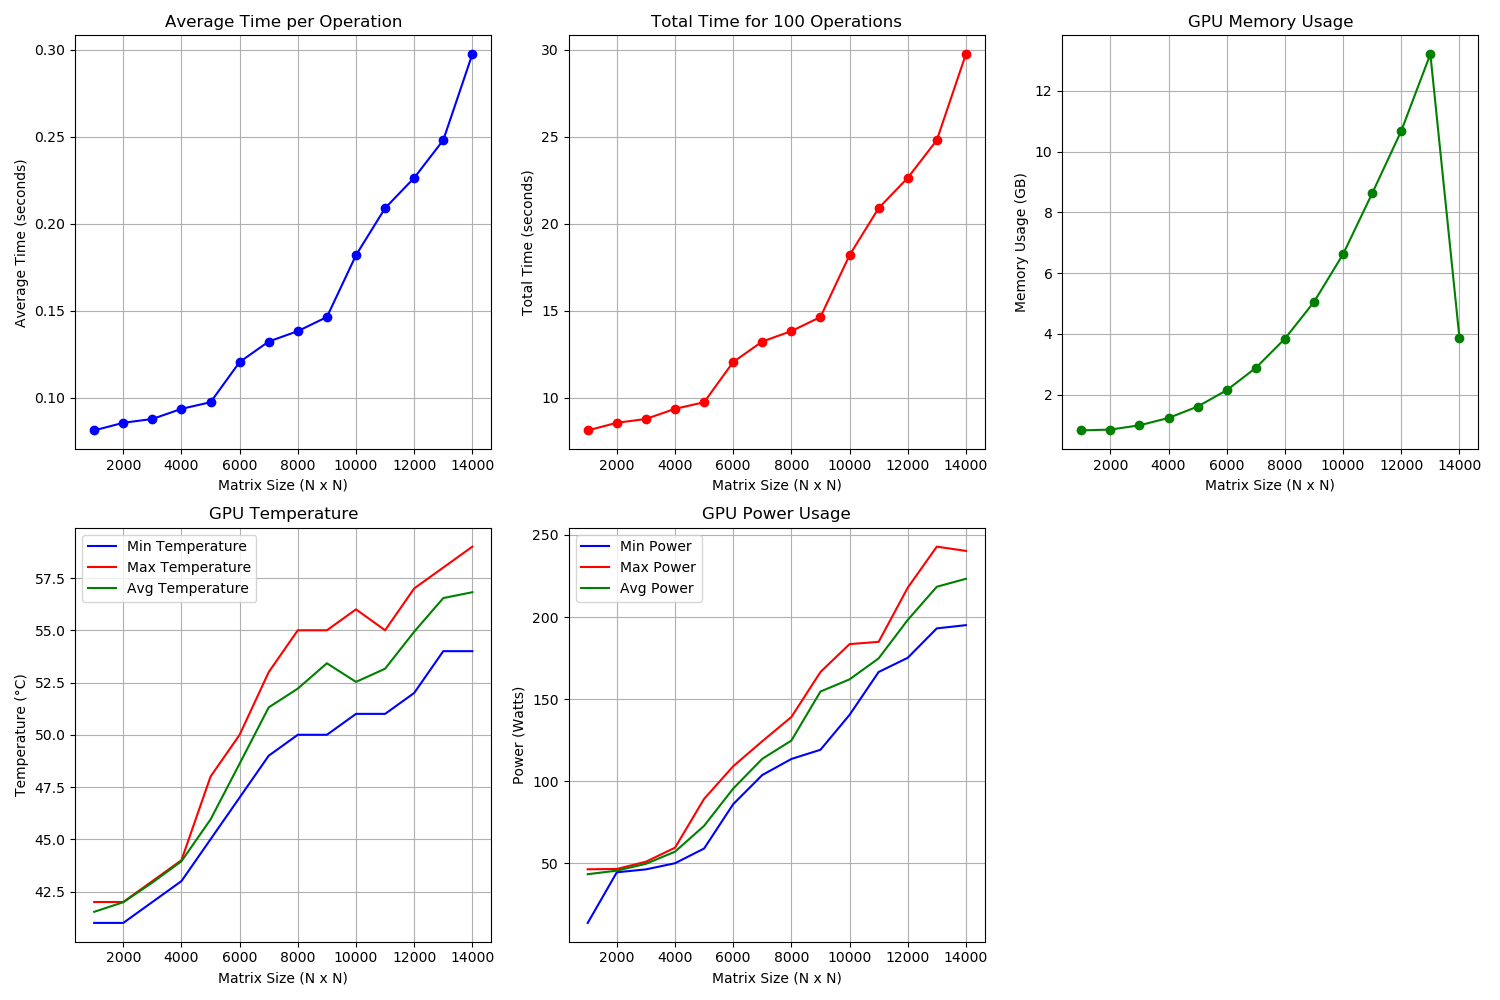 Average Time per Operation
0.30
0.25
0.20
0.15
0.10
Average Time (seconds)
2000 4000 6000 8000 10000 12000 14000
Matrix Size (N x N)
Total Time for 100 Operations
30
25
20
15
10
Total Time (seconds)
2000 4000 6000 8000 10000 12000 14000
Matrix Size (N x N)
GPU Memory Usage
12
10
8
6
4
2
Memory Usage (GB)
2000 4000 6000 8000 10000 12000 14000
Matrix Size (N x N)
GPU Temperature
Min Temperature
Max Temperature
Avg Temperature
57.5
55.0
52.5
50.0
47.5
45.0
42.5
Temperature (°C)
2000 4000 6000 8000 10000 12000 14000
Matrix Size (N x N)
GPU Power Usage
Min Power
Max Power
Avg Power
250
200
150
100
50
Power (Watts)
2000 4000 6000 8000 10000 12000 14000
Matrix Size (N x N)